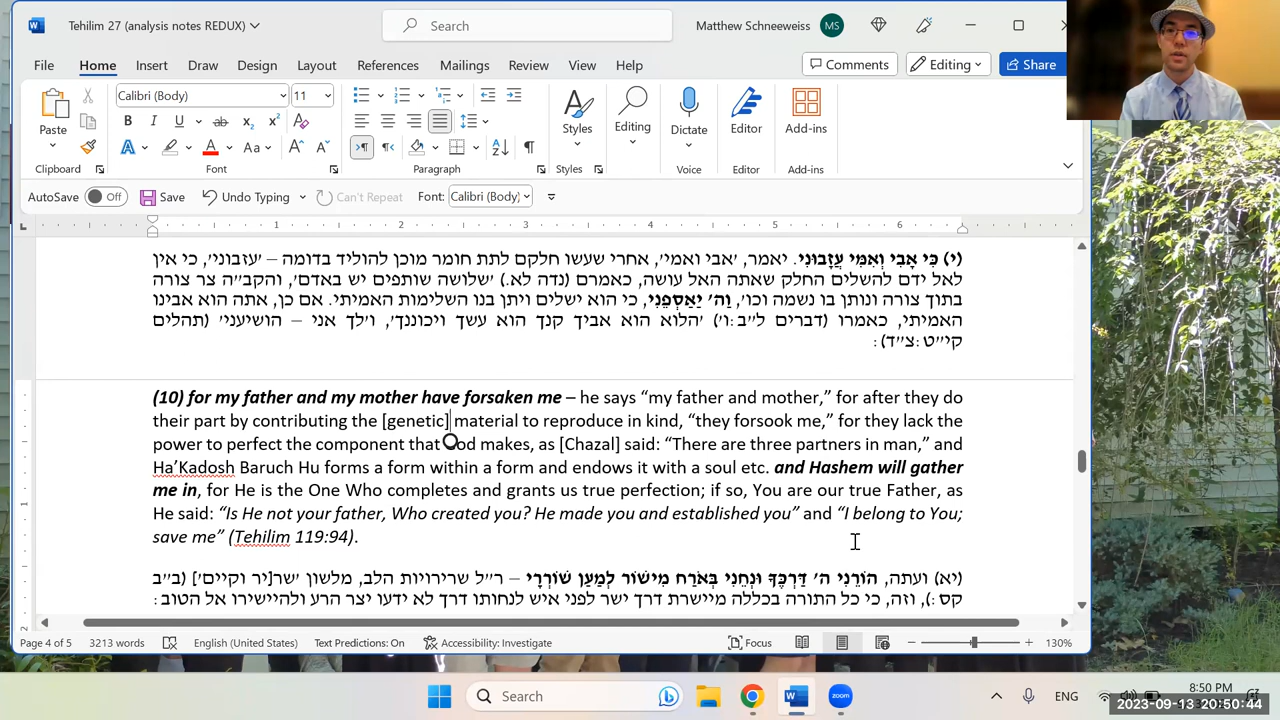 Tehilim 27 (analysis notes REDUX)
Search
Matthew Schneeweiss
MS
File Home Insert Draw Design Layout References Mailings Review View Help
Comments
Editing
Share
Paste
Calibri (Body)
11
Styles
Editing
Dictate
Editor
Add-ins
Clipboard
Font
Paragraph
Styles
Voice
Editor
Add-ins
AutoSave Off Save Undo Typing Can't Repeat Font: Calibri (Body)
1 2 3 4 5 6
(י) כִּי אָבִי וְאִמִּי עֲזָבוּנִי. יאמר, 'אבי ואמי', אחרי שעשו חלקם לתת חומר מוכן להוליד בדומה – 'עזבוני', כי אין
לאל ידם להשלים החלק שאתה האל עושה, כאמרם (נדה לא.) 'שלושה שותפים יש באדם', והקב״ה צר צורה
בתוך צורה ונותן בו נשמה וכו', וַה' יַאַסְפֵנִי, כי הוא ישלים ויתן בנו השלימות האמיתי. אם כן, אתה הוא אבינו
האמיתי, כאמרו (דברים ל״ב:ו') 'הלוא הוא אביך קנך הוא עשך ויכוננך', ו'לך אני – הושיעני' (תהלים
קי״ט:צ״ד):
(10) for my father and my mother have forsaken me – he says “my father and mother,” for after they do
their part by contributing the [genetic] material to reproduce in kind, “they forsook me,” for they lack the
power to perfect the component that God makes, as [Chazal] said: “There are three partners in man,” and
Ha’Kadosh Baruch Hu forms a form within a form and endows it with a soul etc. and Hashem will gather
me in, for He is the One Who completes and grants us true perfection; if so, You are our true Father, as
He said: “Is He not your father, Who created you? He made you and established you” and “I belong to You;
save me” (Tehilim 119:94).
(יא) ועתה, הוֹרֵנִי ה' דַּרְכֶּךָ וּנְחֵנִי בְּאֹרַח מִישׁוֹר לְמַעַן שׁוֹרְרָי – ר״ל שרירויות הלב, מלשון 'שר[יר וקיים'] (ב״ב
קס:), וזה, כי כל התורה בכללה מיישרת דרך ישר לפני איש לנחותו דרך לא ידעו יצר הרע ולהיישירו אל הטוב:
Page 4 of 5 3213 words English (United States) Text Predictions: On Accessibility: Investigate Focus 130%
Search
ENG
8:50 PM
2023-09-13 20:50:44